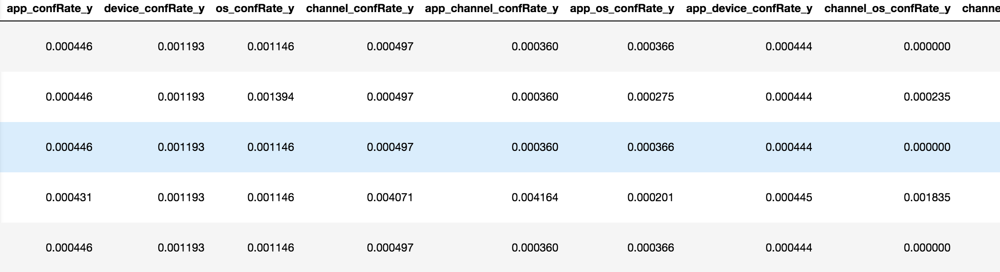 app_confRate_y device_confRate_y os_confRate_y channel_confRate_y app_channel_confRate_y app_os_confRate_y app_device_confRate_y channel_os_confRate_y channe
0.000446 0.001193 0.001146 0.000497 0.000360 0.000366 0.000444 0.000000
0.000446 0.001193 0.001394 0.000497 0.000360 0.000275 0.000444 0.000235
0.000446 0.001193 0.001146 0.000497 0.000360 0.000366 0.000444 0.000000
0.000431 0.001193 0.001146 0.004071 0.004164 0.000201 0.000445 0.001835
0.000446 0.001193 0.001146 0.000497 0.000360 0.000366 0.000444 0.000000